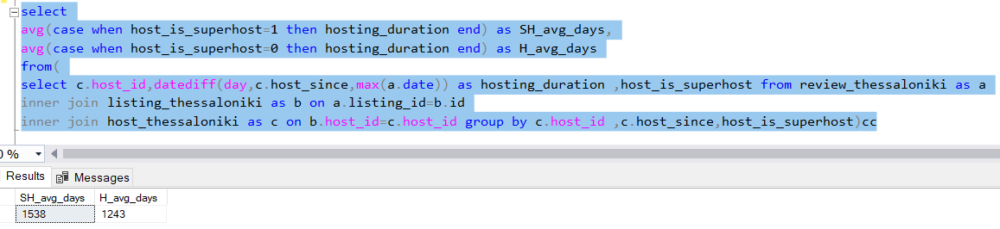 select
avg(case when host_is_superhost=1 then hosting_duration end) as SH_avg_days,
avg(case when host_is_superhost=0 then hosting_duration end) as H_avg_days
from(
select c.host_id,datediff(day,c.host_since,max(a.date)) as hosting_duration ,host_is_superhost from review_thessaloniki as a
inner join listing_thessaloniki as b on a.listing_id=b.id
inner join host_thessaloniki as c on b.host_id=c.host_id group by c.host_id ,c.host_since,host_is_superhost)cc
0 %
Results Messages
SH_avg_days H_avg_days
1538 1243